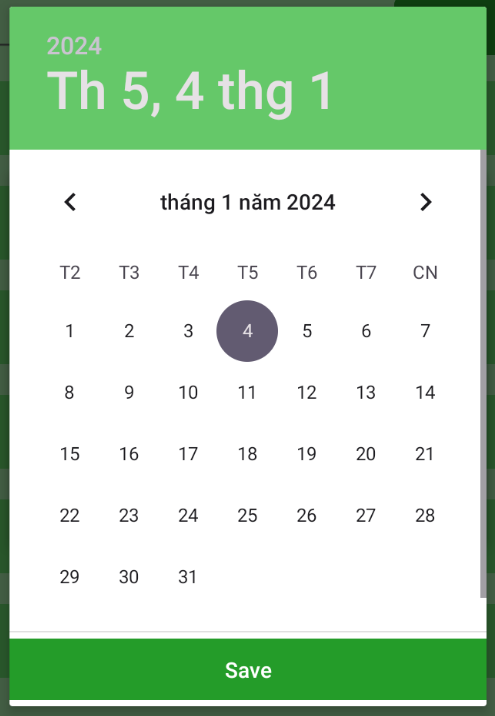 2024
Th 5, 4 thg 1
tháng 1 năm 2024
T2 T3 T4 T5 T6 T7 CN
1 2 3 4 5 6 7
8 9 10 11 12 13 14
15 16 17 18 19 20 21
22 23 24 25 26 27 28
29 30 31
Save